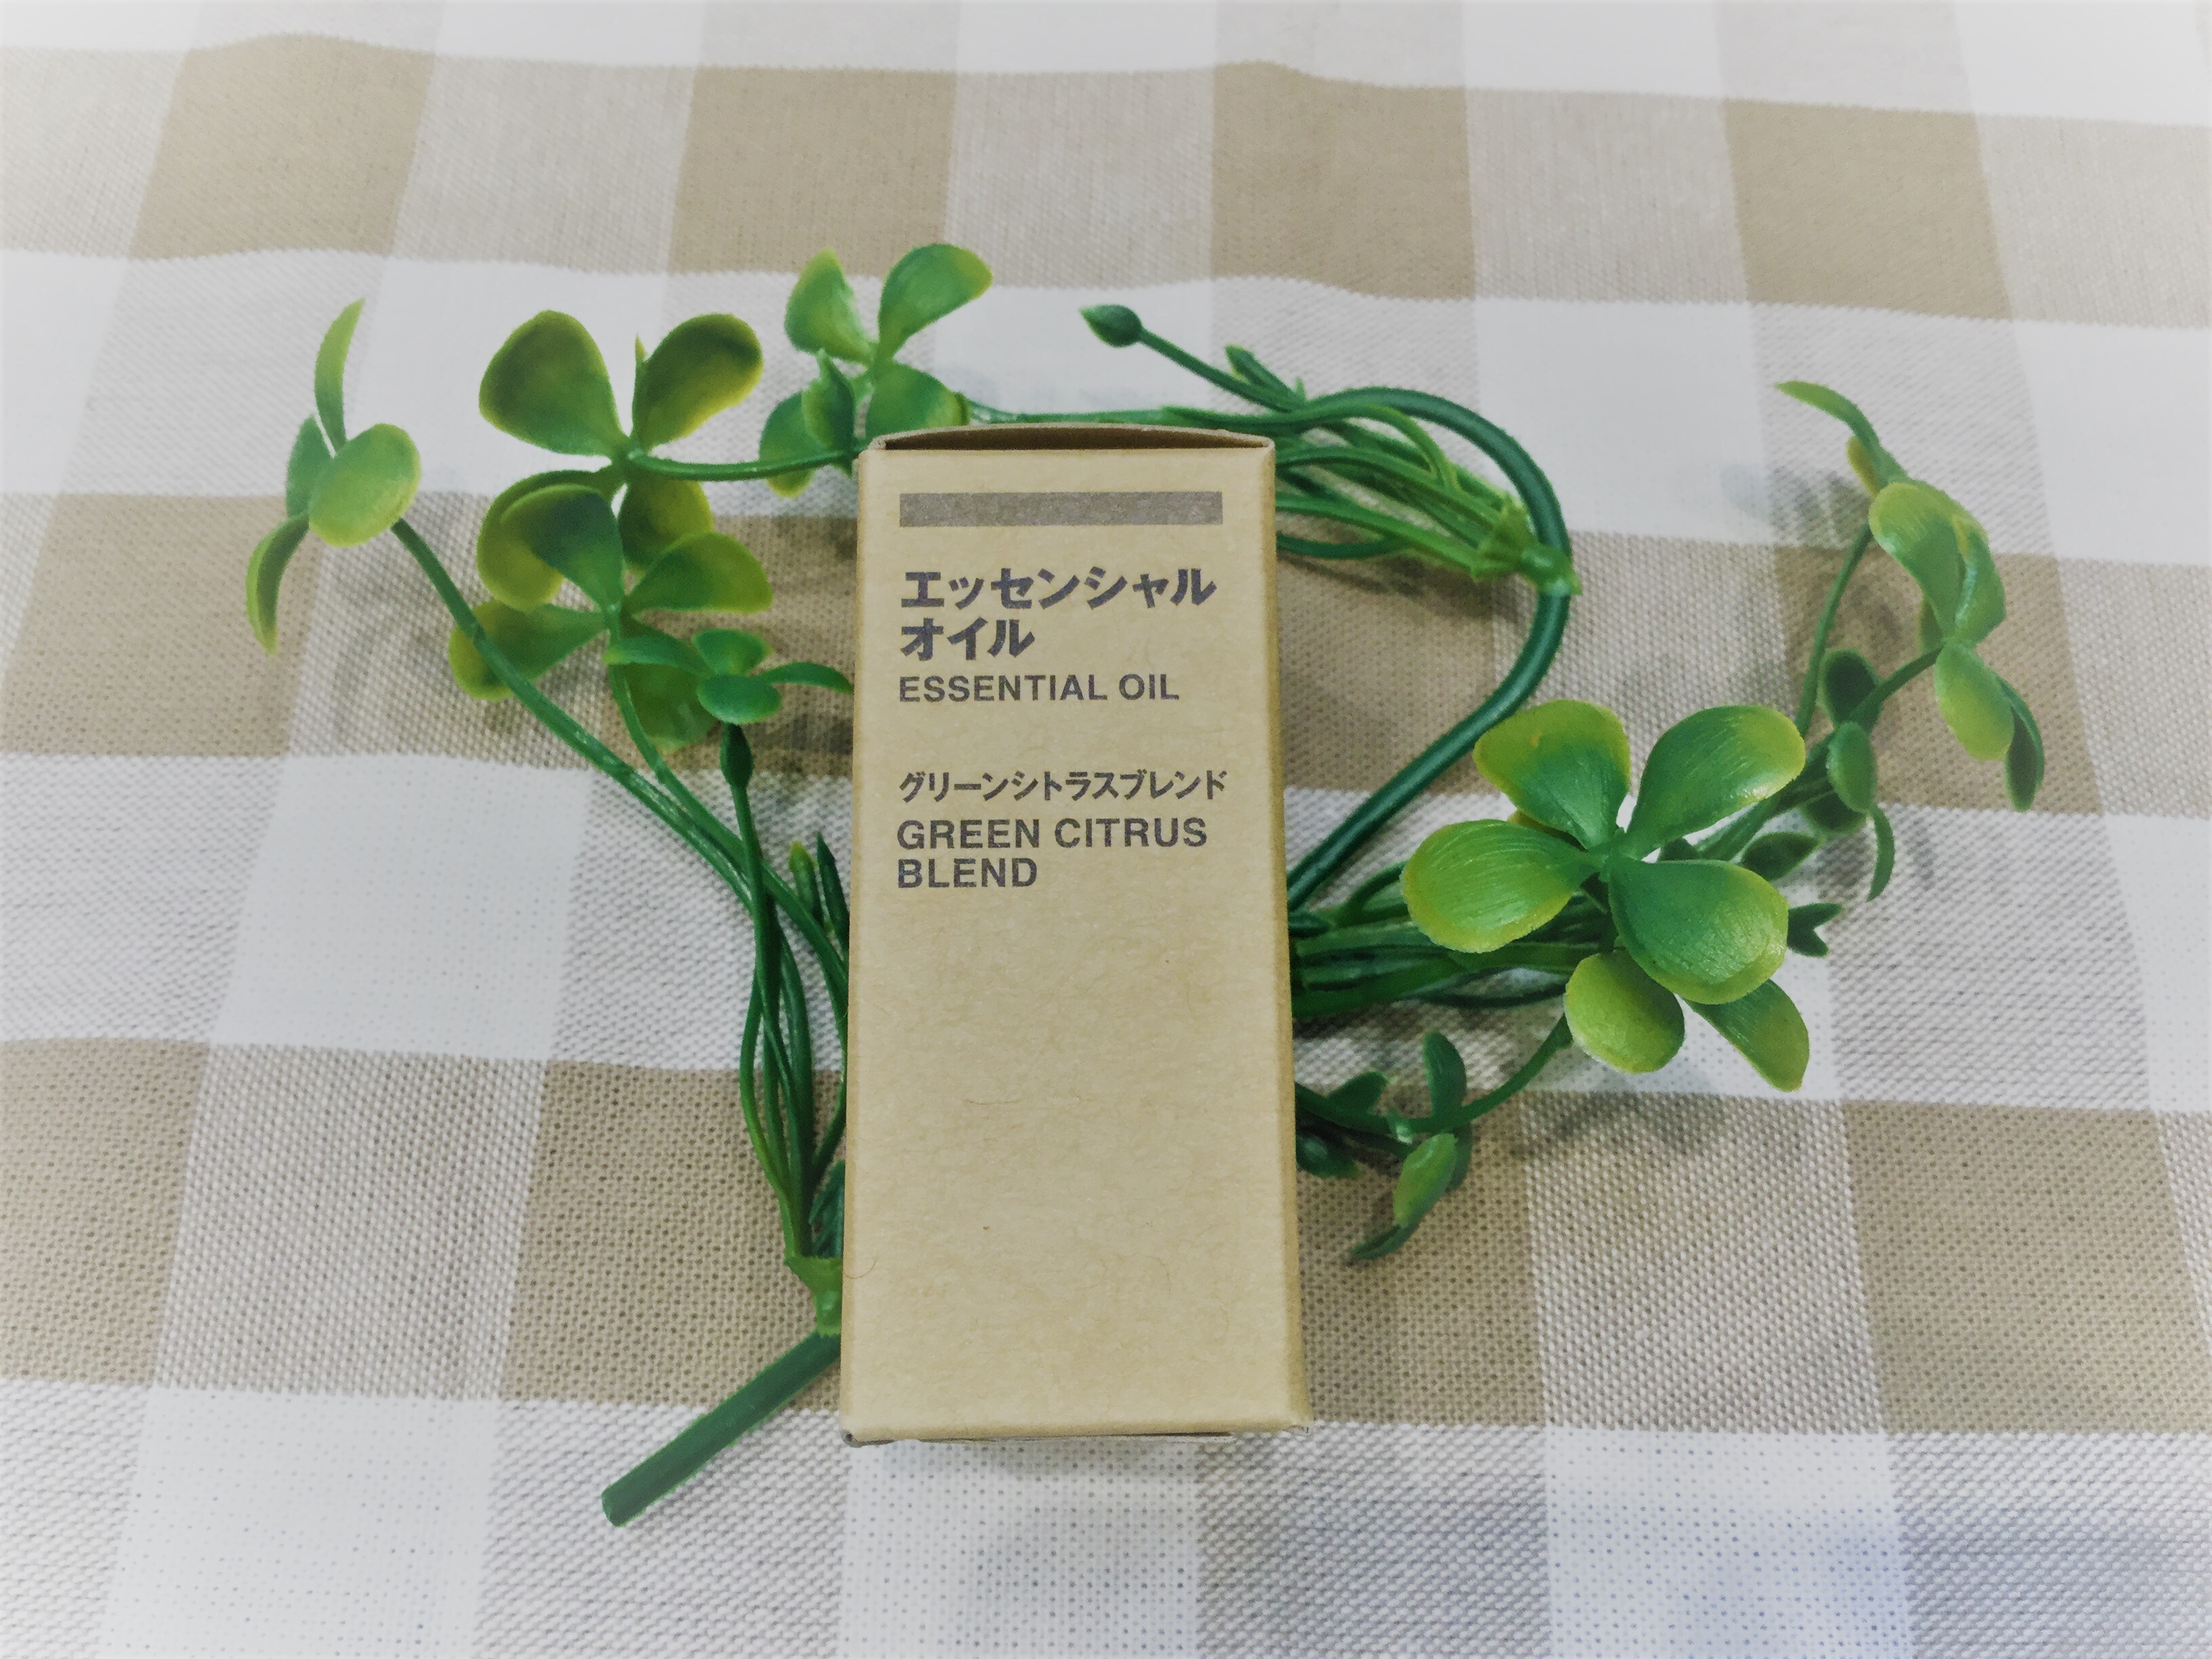 エッセンシャル
オイル
ESSENTIAL OIL
グリーンシトラスブレンド
GREEN CITRUS
BLEND